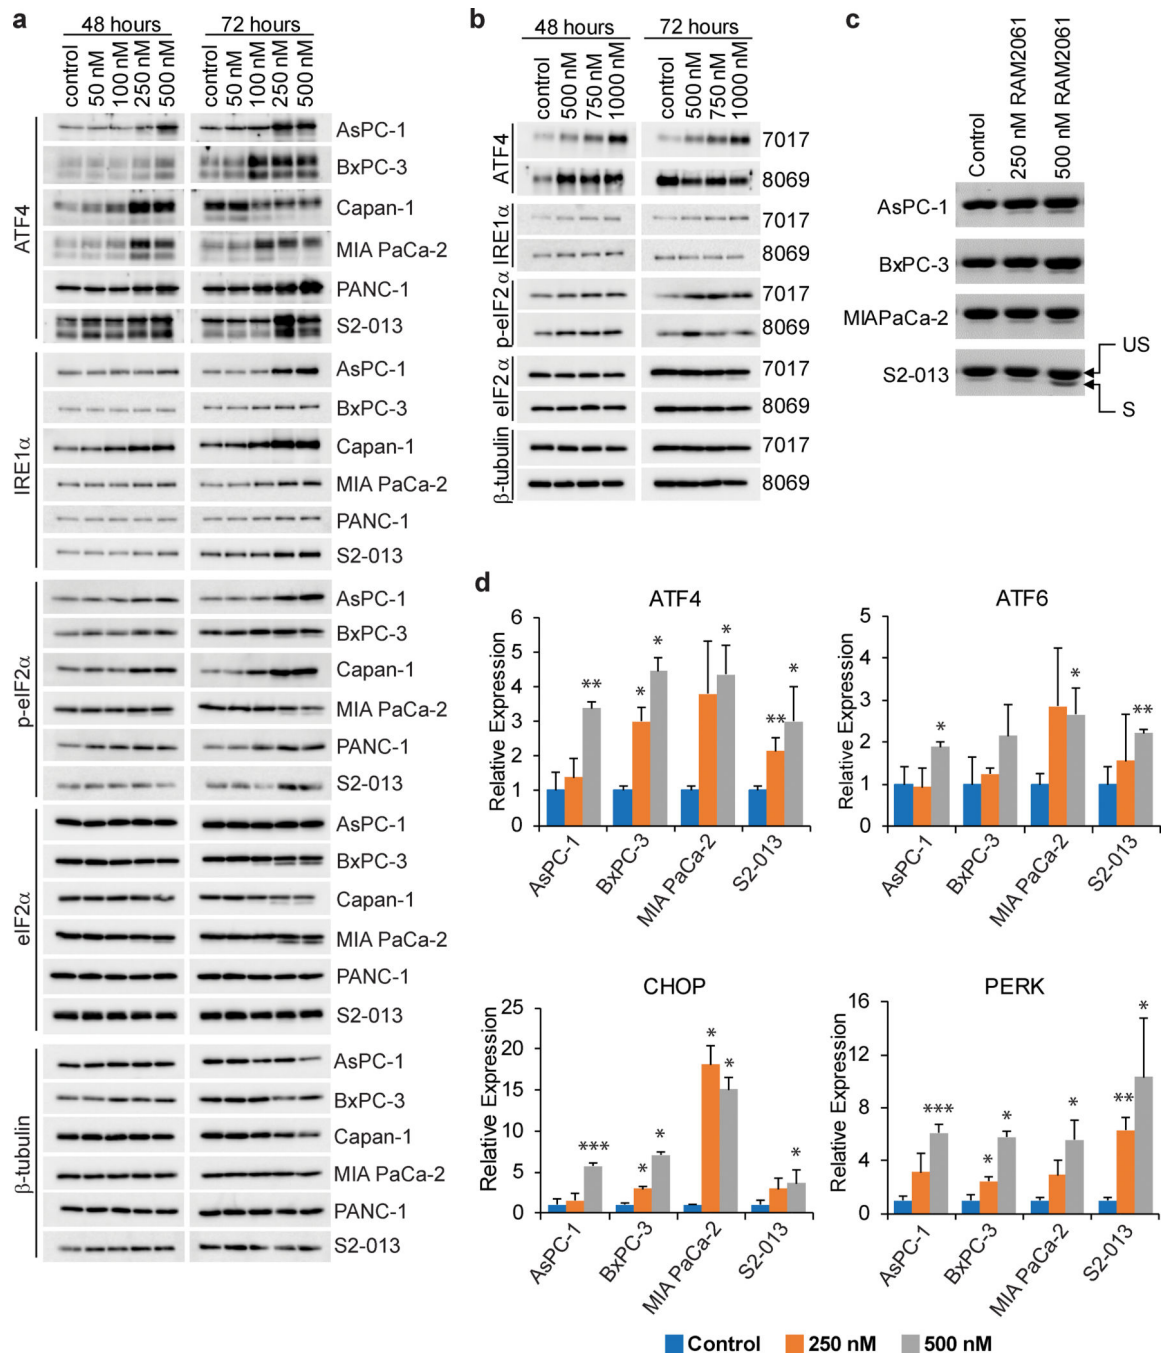 a
48 hours
72 hours
control
50 nM
100 nM
250 nM
500 nM
control
50 nM
100 nM
250 nM
500 nM
ATF4
AsPC-1
BxPC-3
Capan-1
MIA PaCa-2
PANC-1
S2-013
IRE1α
AsPC-1
BxPC-3
Capan-1
MIA PaCa-2
PANC-1
S2-013
p-eIF2α
AsPC-1
BxPC-3
Capan-1
MIA PaCa-2
PANC-1
S2-013
eIF2α
AsPC-1
BxPC-3
Capan-1
MIA PaCa-2
PANC-1
S2-013
β-tubulin
AsPC-1
BxPC-3
Capan-1
MIA PaCa-2
PANC-1
S2-013
b
48 hours
72 hours
control
500 nM
750 nM
1000 nM
control
500 nM
750 nM
1000 nM
ATF4
7017
8069
IRE1α
7017
8069
p-eIF2α
7017
8069
eIF2α
7017
8069
β-tubulin
7017
8069
c
Control
250 nM RAM2061
500 nM RAM2061
AsPC-1
BxPC-3
MIAPaCa-2
S2-013
US
S
d
ATF4
Relative Expression
6
5
4
3
2
1
0
**
*
*
*
**
*
AsPC-1
BxPC-3
MIA PaCa-2
S2-013
ATF6
Relative Expression
5
4
3
2
1
0
*
*
**
AsPC-1
BxPC-3
MIA PaCa-2
S2-013
CHOP
Relative Expression
25
20
15
10
5
0
***
*
*
*
*
*
AsPC-1
BxPC-3
MIA PaCa-2
S2-013
PERK
Relative Expression
16
12
8
4
0
***
*
*
*
**
*
AsPC-1
BxPC-3
MIA PaCa-2
S2-013
Control
250 nM
500 nM